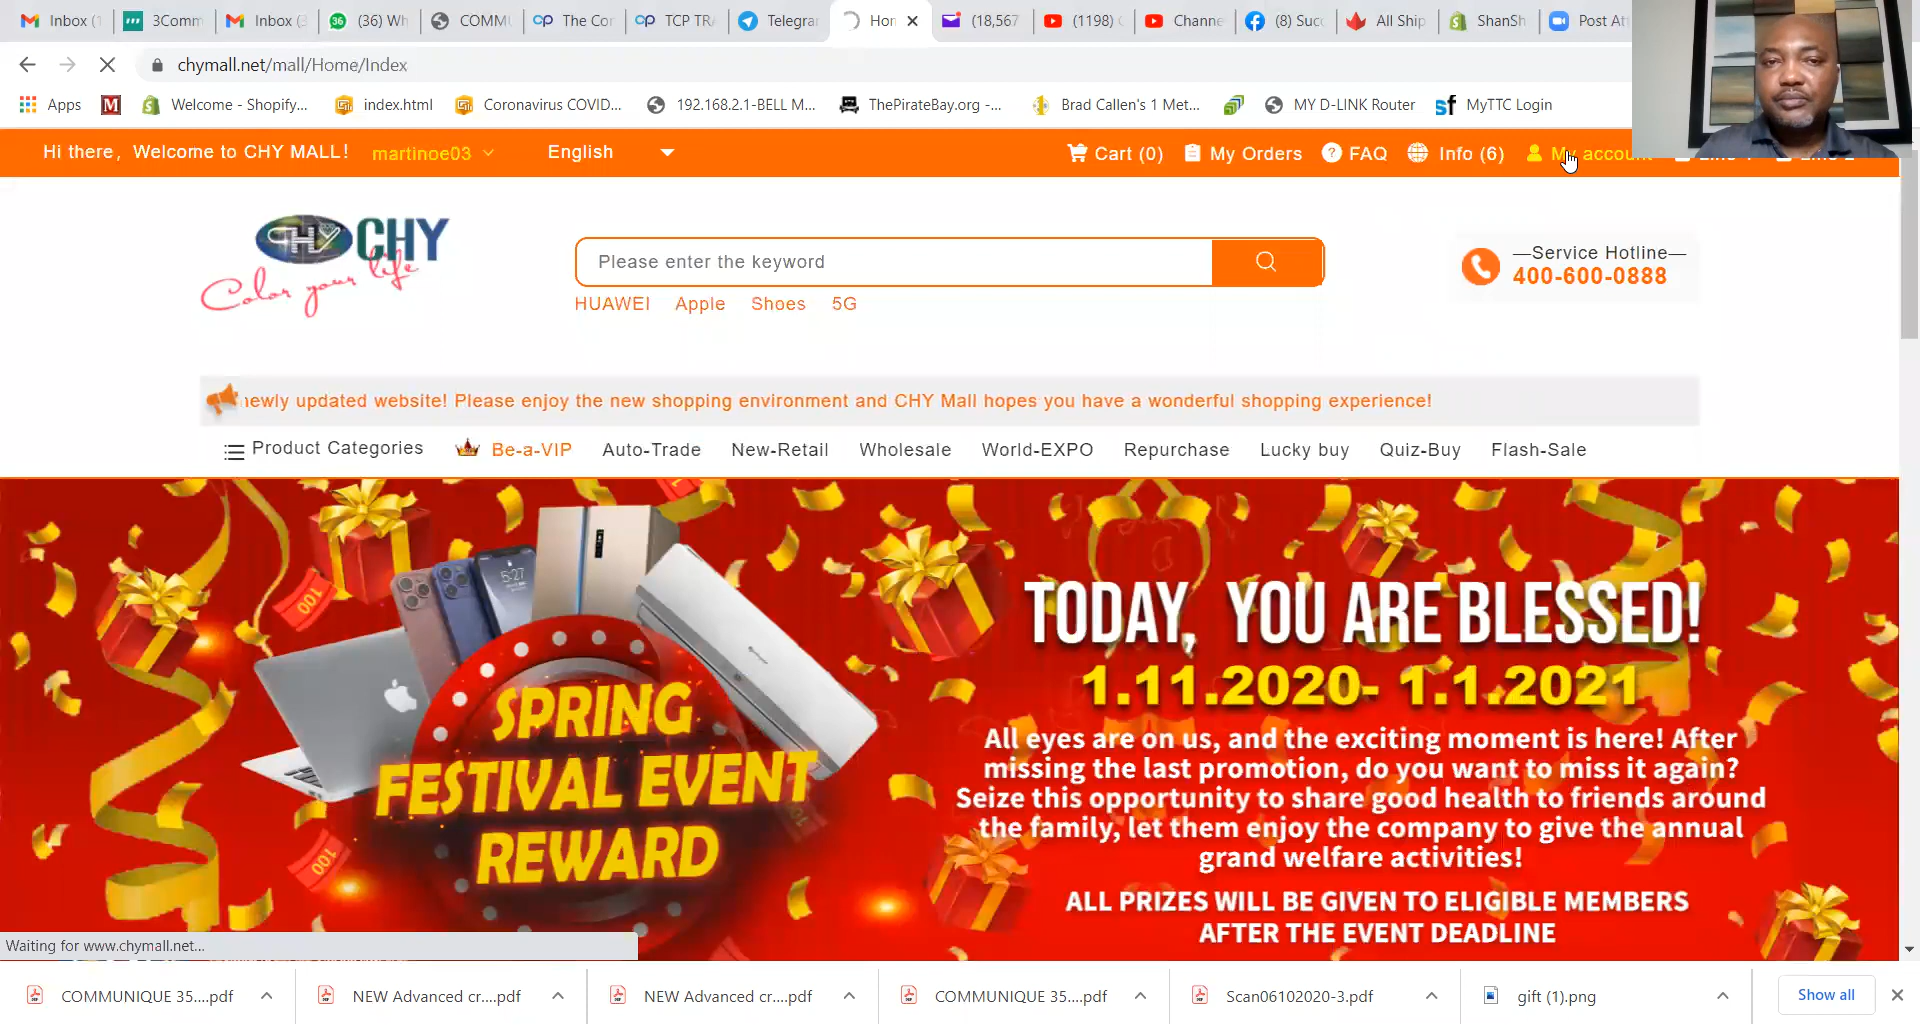 Inbox (1
3Comm
Inbox (3
(36) Wh
COMMU
The Cor
TCP TRA
Telegra
Hon
(18,567
(1198) C
Channe
(8) Succ
All Ship
ShanSh
Post At
chymall.net/mall/Home/Index
Apps
Welcome - Shopify...
index.html
Coronavirus COVID...
192.168.2.1-BELL M...
ThePirateBay.org -...
Brad Callen's 1 Met...
MY D-LINK Router
MyTTC Login
Hi there, Welcome to CHY MALL!
martinoe03
English
Cart (0)
My Orders
FAQ
Info (6)
My account
CHY
CHY
Color your life
Please enter the keyword
—Service Hotline—
400-600-0888
HUAWEI Apple Shoes 5G
newly updated website! Please enjoy the new shopping environment and CHY Mall hopes you have a wonderful shopping experience!
Product Categories
Be-a-VIP
Auto-Trade
New-Retail
Wholesale
World-EXPO
Repurchase
Lucky buy
Quiz-Buy
Flash-Sale
5:27
100
100
SPRING
FESTIVAL EVENT
REWARD
TODAY, YOU ARE BLESSED!
1.11.2020- 1.1.2021
All eyes are on us, and the exciting moment is here! After
missing the last promotion, do you want to miss it again?
Seize this opportunity to share good health to friends around
the family, let them enjoy the company to give the annual
grand welfare activities!
ALL PRIZES WILL BE GIVEN TO ELIGIBLE MEMBERS
AFTER THE EVENT DEADLINE
Waiting for www.chymall.net...
COMMUNIQUE 35....pdf
NEW Advanced cr....pdf
NEW Advanced cr....pdf
COMMUNIQUE 35....pdf
Scan06102020-3.pdf
gift (1).png
Show all